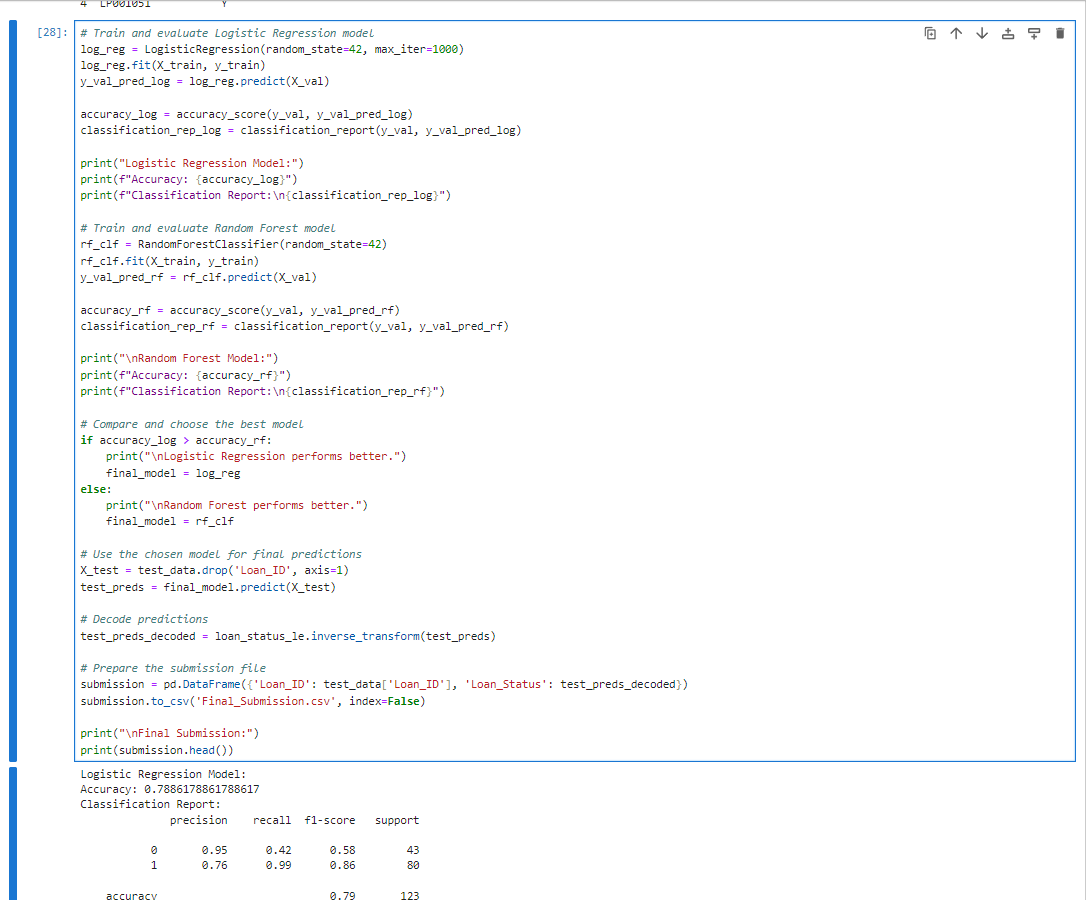 4 LP001051 Y
[28]: # Train and evaluate Logistic Regression model
log_reg = LogisticRegression(random_state=42, max_iter=1000)
log_reg.fit(X_train, y_train)
y_val_pred_log = log_reg.predict(X_val)
accuracy_log = accuracy_score(y_val, y_val_pred_log)
classification_rep_log = classification_report(y_val, y_val_pred_log)
print("Logistic Regression Model:")
print(f"Accuracy: {accuracy_log}")
print(f"Classification Report:\n{classification_rep_log}")
# Train and evaluate Random Forest model
rf_clf = RandomForestClassifier(random_state=42)
rf_clf.fit(X_train, y_train)
y_val_pred_rf = rf_clf.predict(X_val)
accuracy_rf = accuracy_score(y_val, y_val_pred_rf)
classification_rep_rf = classification_report(y_val, y_val_pred_rf)
print("\nRandom Forest Model:")
print(f"Accuracy: {accuracy_rf}")
print(f"Classification Report:\n{classification_rep_rf}")
# Compare and choose the best model
if accuracy_log > accuracy_rf:
    print("\nLogistic Regression performs better.")
    final_model = log_reg
else:
    print("\nRandom Forest performs better.")
    final_model = rf_clf
# Use the chosen model for final predictions
X_test = test_data.drop('Loan_ID', axis=1)
test_preds = final_model.predict(X_test)
# Decode predictions
test_preds_decoded = loan_status_le.inverse_transform(test_preds)
# Prepare the submission file
submission = pd.DataFrame({'Loan_ID': test_data['Loan_ID'], 'Loan_Status': test_preds_decoded})
submission.to_csv('Final_Submission.csv', index=False)
print("\nFinal Submission:")
print(submission.head())
Logistic Regression Model:
Accuracy: 0.7886178861788617
Classification Report:
precision recall f1-score support
0 0.95 0.42 0.58 43
1 0.76 0.99 0.86 80
accuracy 0.79 123